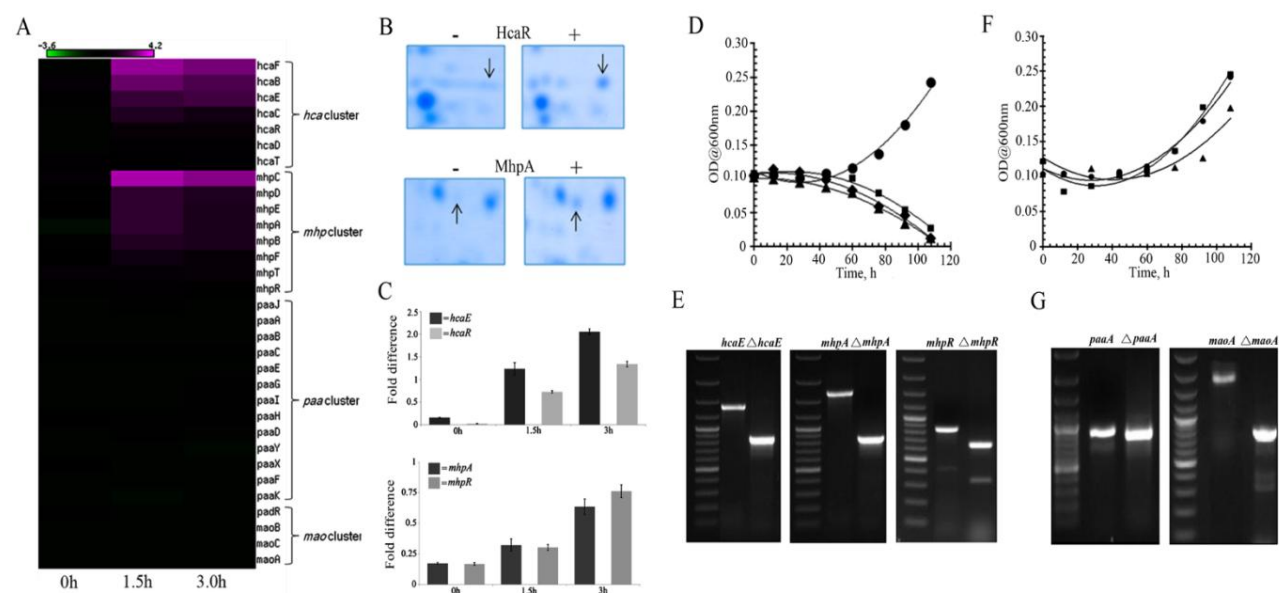 A
-3.6 4.2
hcaF
hcaB
hcaE
hcaC
hcaR
hcaD
hcaT
hca cluster
mhpC
mhpD
mhpE
mhpA
mhpB
mhpF
mhpT
mhpR
mhp cluster
paaJ
paaA
paaB
paaC
paaE
paaG
paaI
paaH
paaD
paaY
paaX
paaF
paaK
paa cluster
padR
maoB
maoC
maoA
mao cluster
0h 1.5h 3.0h
B
- HcaR +
- MhpA +
C
Fold difference
2.5
2.0
1.5
1
0.5
0
=hcaE
=hcaR
0h 1.5h 3h
Fold difference
1
0.75
0.5
0.25
0
=mhpA
=mhpR
0h 1.5h 3h
D
OD@600nm
0.30
0.25
0.20
0.15
0.10
0.05
0
0 20 40 60 80 100 120
Time, h
E
hcaE △hcaE
mhpA △mhpA
mhpR △mhpR
F
OD@600nm
0.30
0.25
0.20
0.15
0.10
0.05
0
0 20 40 60 80 100 120
Time, h
G
paaA △paaA
maoA △maoA